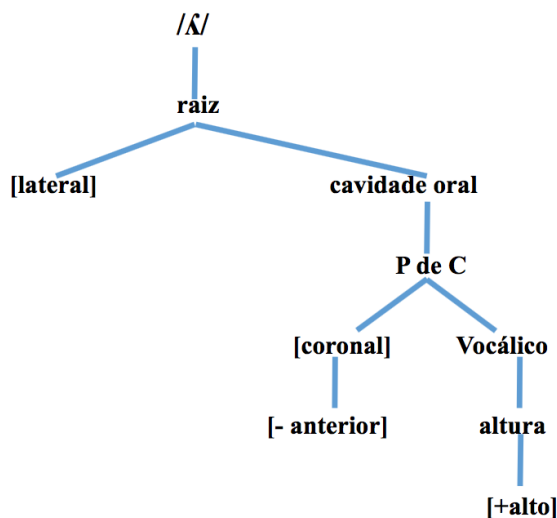 /ʎ/
raiz
[lateral] cavidade oral
P de C
[coronal] Vocálico
[- anterior] altura
[+alto]